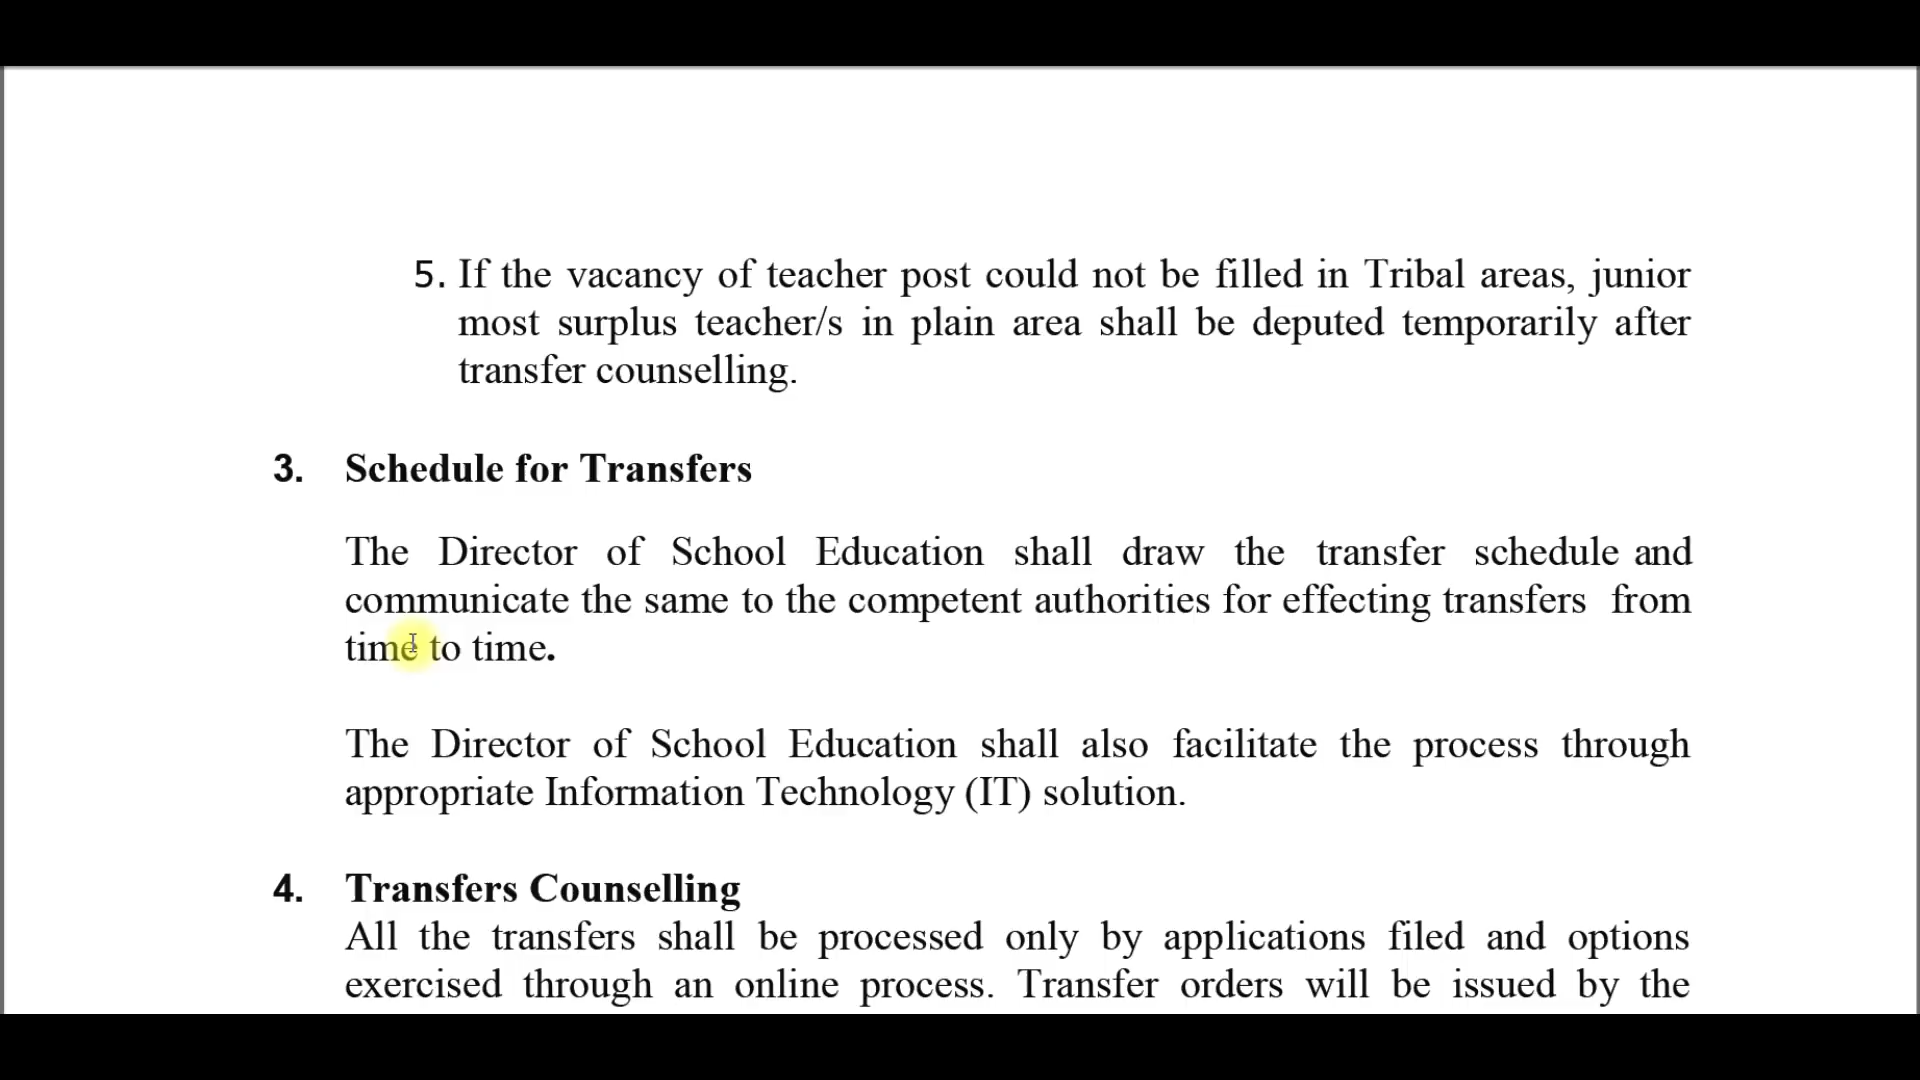 5. If the vacancy of teacher post could not be filled in Tribal areas, junior
most surplus teacher/s in plain area shall be deputed temporarily after
transfer counselling.
3. Schedule for Transfers
The Director of School Education shall draw the transfer schedule and
communicate the same to the competent authorities for effecting transfers from
time to time.
The Director of School Education shall also facilitate the process through
appropriate Information Technology (IT) solution.
4. Transfers Counselling
All the transfers shall be processed only by applications filed and options
exercised through an online process. Transfer orders will be issued by the